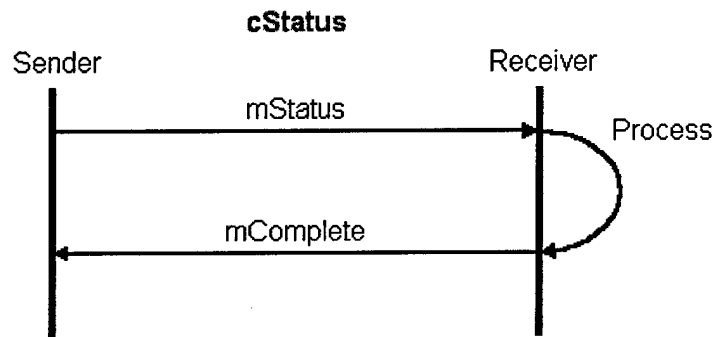 cStatus
Sender
Receiver
mStatus
Process
mComplete